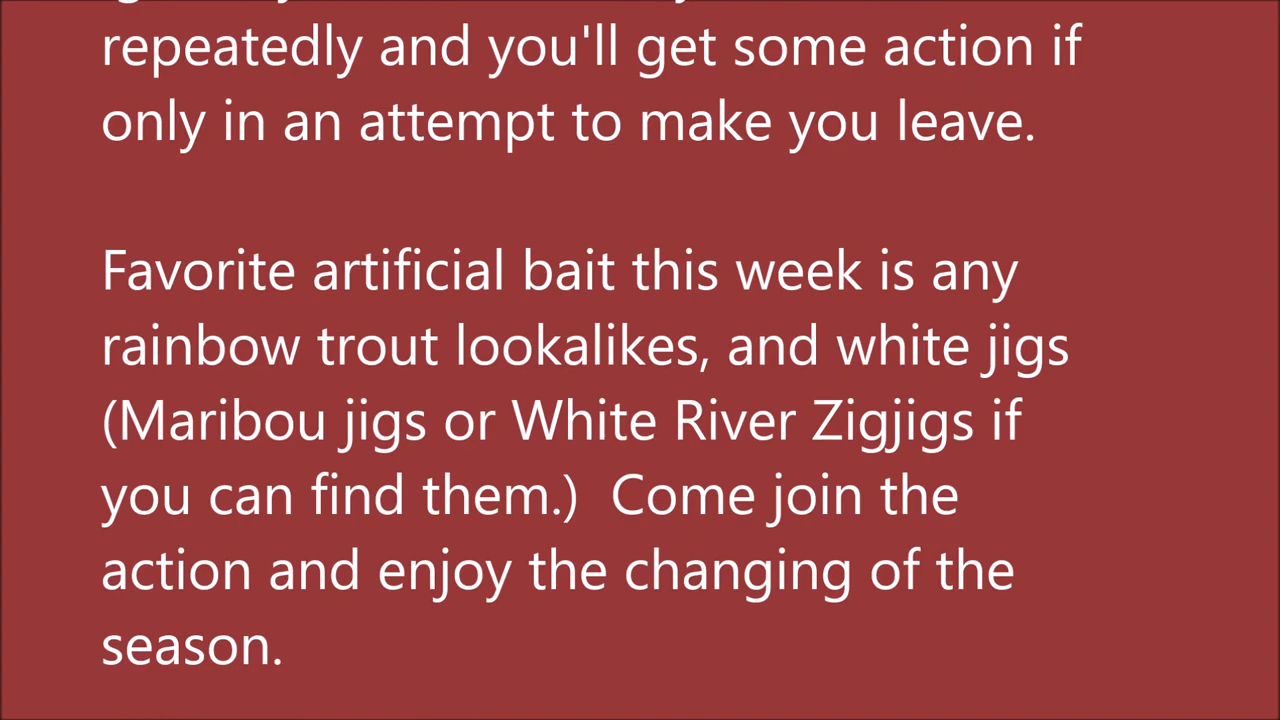 repeatedly and you'll get some action if
only in an attempt to make you leave.
Favorite artificial bait this week is any
rainbow trout lookalikes, and white jigs
(Maribou jigs or White River Zigjigs if
you can find them.)  Come join the
action and enjoy the changing of the
season.